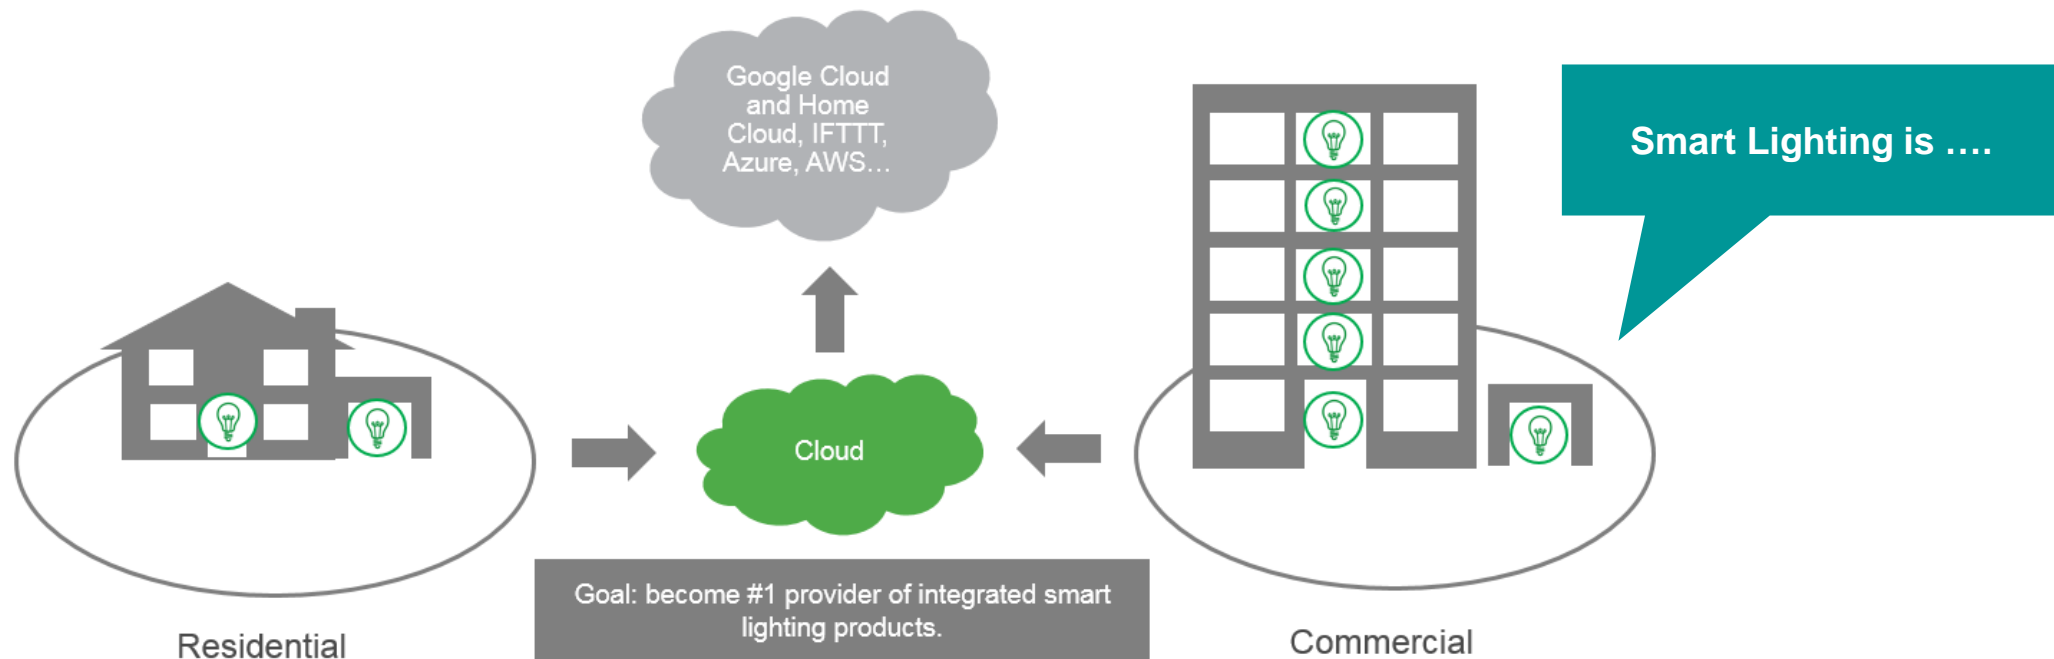 Google Cloud
and Home
Cloud, IFTTT,
Azure, AWS...
Smart Lighting is ....
Cloud
Goal: become #1 provider of integrated smart
lighting products.
Residential
Commercial